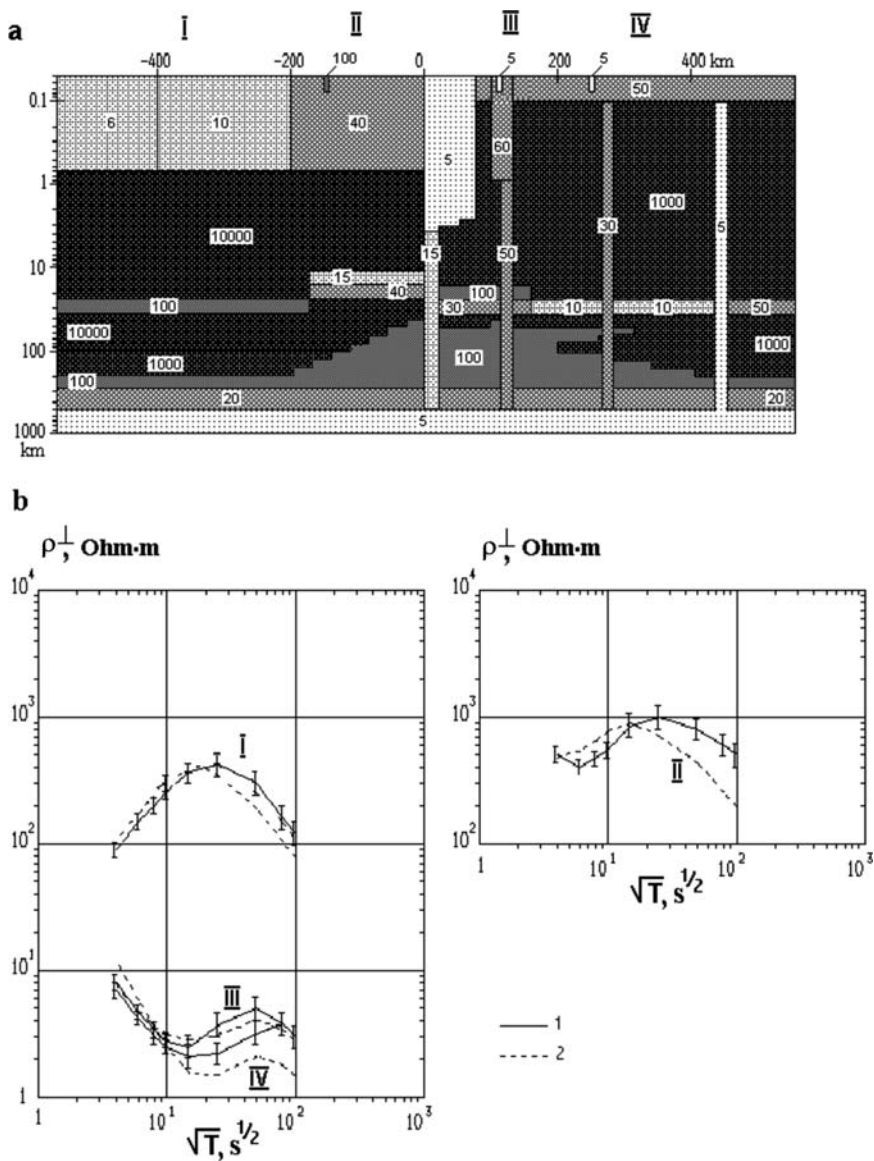 a
I II III IV
-400 -200 100 0 5 200 5 400 km
0.1
1
10
100
1000
km
6 10 40 5 60 50
10000 1000
15 15 50 30 5
40 100
100 30 10 10 50
10000 1000 100 1000
100
20 20
5
b
ρ⊥, Ohm·m
10⁴
10³
10²
10¹
1
I
III
IV
1 10¹ 10² 10³
√T, s^1/2
ρ⊥, Ohm·m
10⁴
10³
10²
II
1 10¹ 10² 10³
√T, s^1/2
1
2